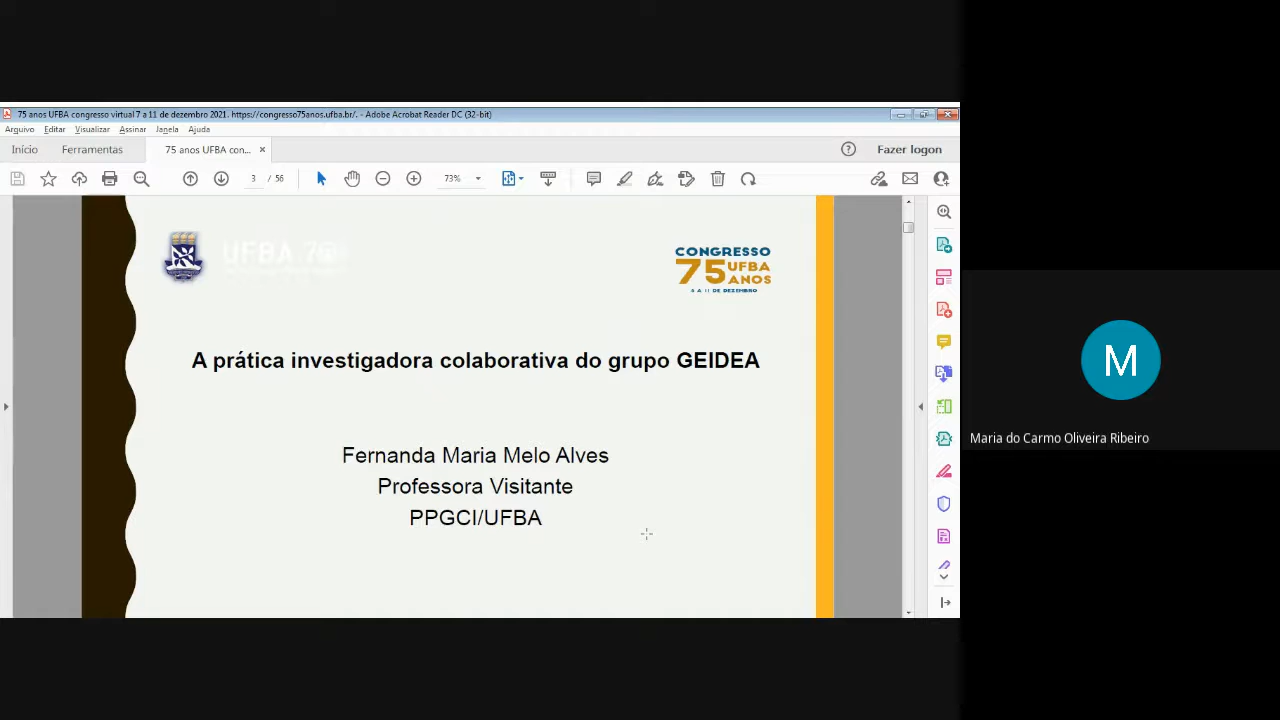 75 anos UFBA congresso virtual 7 a 11 de dezembro 2021. https://congresso75anos.ufba.br/. - Adobe Acrobat Reader DC (32-bit)
Arquivo Editar Visualizar Assinar Janela Ajuda
Início Ferramentas 75 anos UFBA con... Fazer logon
3 / 56 73%
UFBA
CONGRESSO
75 UFBA
ANOS
6 A 11 DE DEZEMBRO
A prática investigadora colaborativa do grupo GEIDEA
Fernanda Maria Melo Alves
Professora Visitante
PPGCI/UFBA
M
Maria do Carmo Oliveira Ribeiro